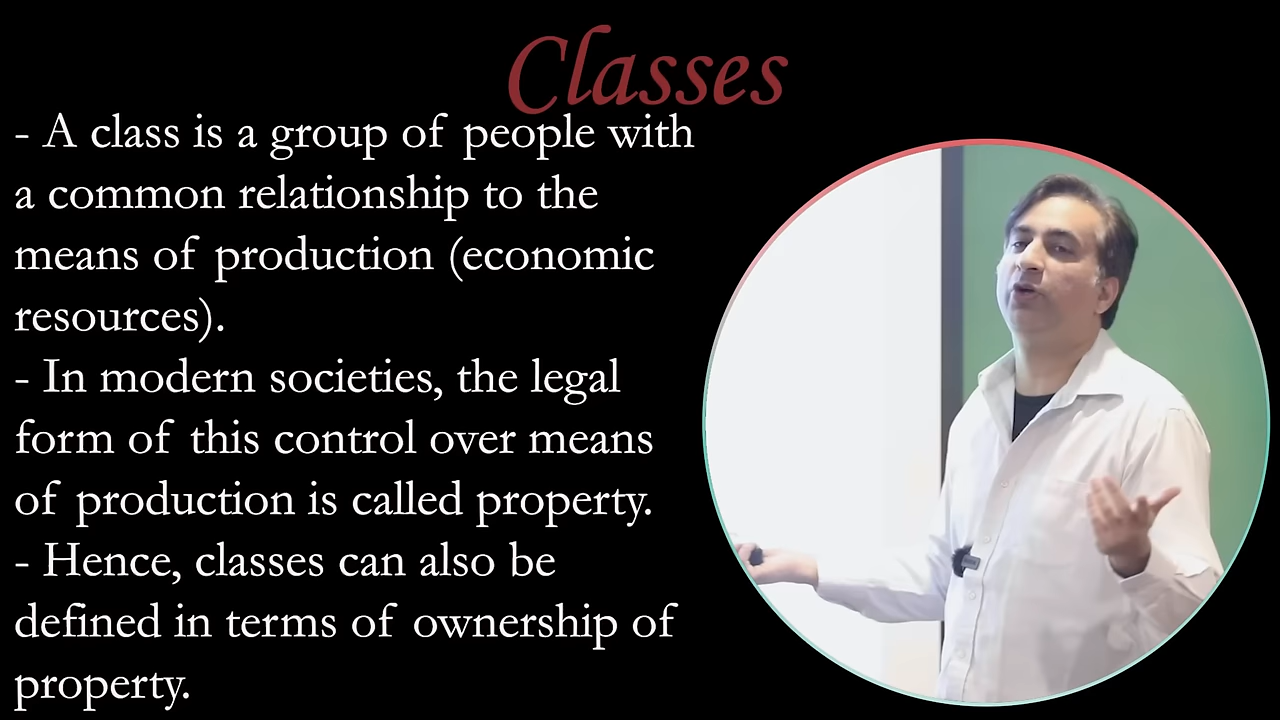 Classes
- A class is a group of people with
a common relationship to the
means of production (economic
resources).
- In modern societies, the legal
form of this control over means
of production is called property.
- Hence, classes can also be
defined in terms of ownership of
property.